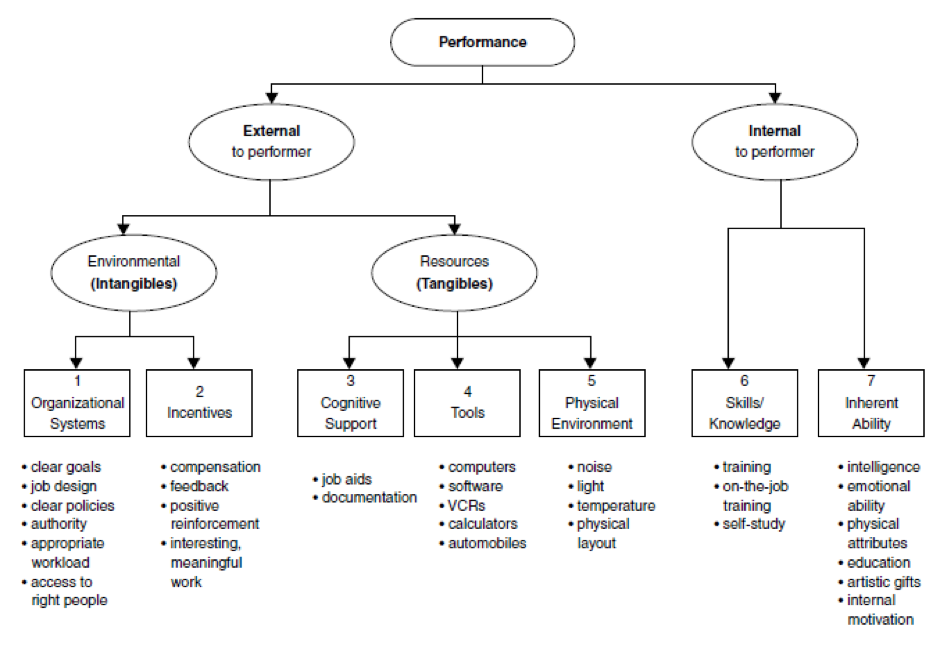 Performance
External
to performer
Internal
to performer
Environmental
(Intangibles)
Resources
(Tangibles)
1
Organizational
Systems
2
Incentives
3
Cognitive
Support
4
Tools
5
Physical
Environment
6
Skills/
Knowledge
7
Inherent
Ability
• clear goals
• job design
• clear policies
• authority
• appropriate
workload
• access to
right people
• compensation
• feedback
• positive
reinforcement
• interesting,
meaningful
work
• job aids
• documentation
• computers
• software
• VCRs
• calculators
• automobiles
• noise
• light
• temperature
• physical
layout
• training
• on-the-job
training
• self-study
• intelligence
• emotional
ability
• physical
attributes
• education
• artistic gifts
• internal
motivation